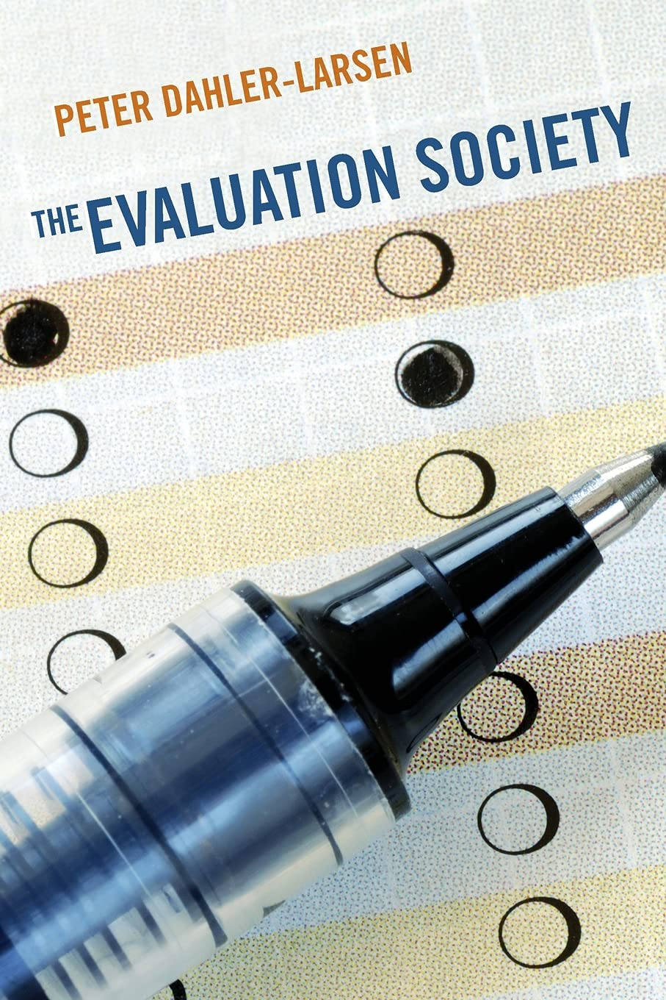 PETER DAHLER-LARSEN
THE EVALUATION SOCIETY